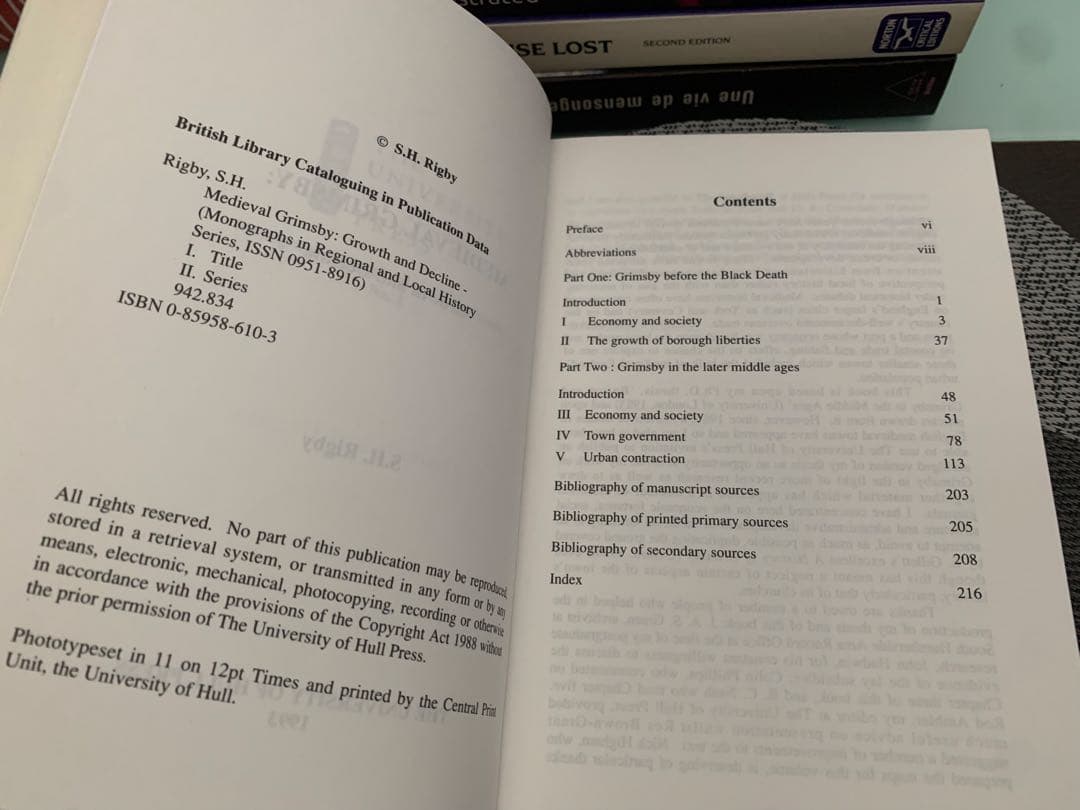 SE LOST SECOND EDITION NORTON CRITICAL EDITIONS
Une vie de mensonge
© S.H. Rigby
British Library Cataloguing in Publication Data
Rigby, S.H.
Medieval Grimsby: Growth and Decline -
(Monographs in Regional and Local History
Series, ISSN 0951-8916)
I. Title
II. Series
942.834
ISBN 0-85958-610-3
All rights reserved. No part of this publication may be reproduced,
stored in a retrieval system, or transmitted in any form or by any
means, electronic, mechanical, photocopying, recording or otherwise
in accordance with the provisions of the Copyright Act 1988 without
the prior permission of The University of Hull Press.
Phototypeset in 11 on 12pt Times and printed by the Central Print
Unit, the University of Hull.
Contents
Preface vi
Abbreviations viii
Part One: Grimsby before the Black Death
Introduction 1
I Economy and society 3
II The growth of borough liberties 37
Part Two : Grimsby in the later middle ages
Introduction 48
III Economy and society 51
IV Town government 78
V Urban contraction 113
Bibliography of manuscript sources 203
Bibliography of printed primary sources 205
Bibliography of secondary sources 208
Index 216